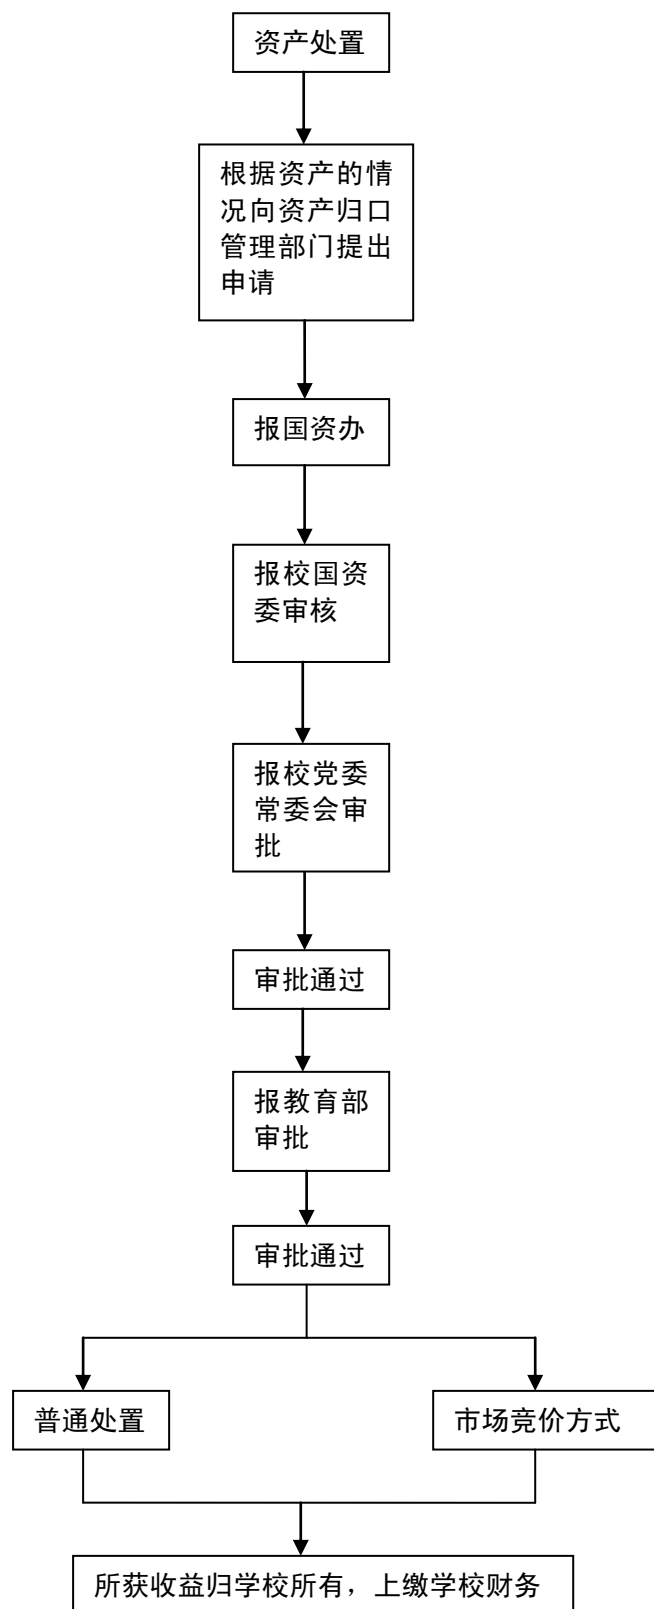 资产处置
根据资产的情
况向资产归口
管理部门提出
申请
报国资办
报校国资
委审核
报校党委
常委会审
批
审批通过
报教育部
审批
审批通过
普通处置
市场竞价方式
所获收益归学校所有，上缴学校财务